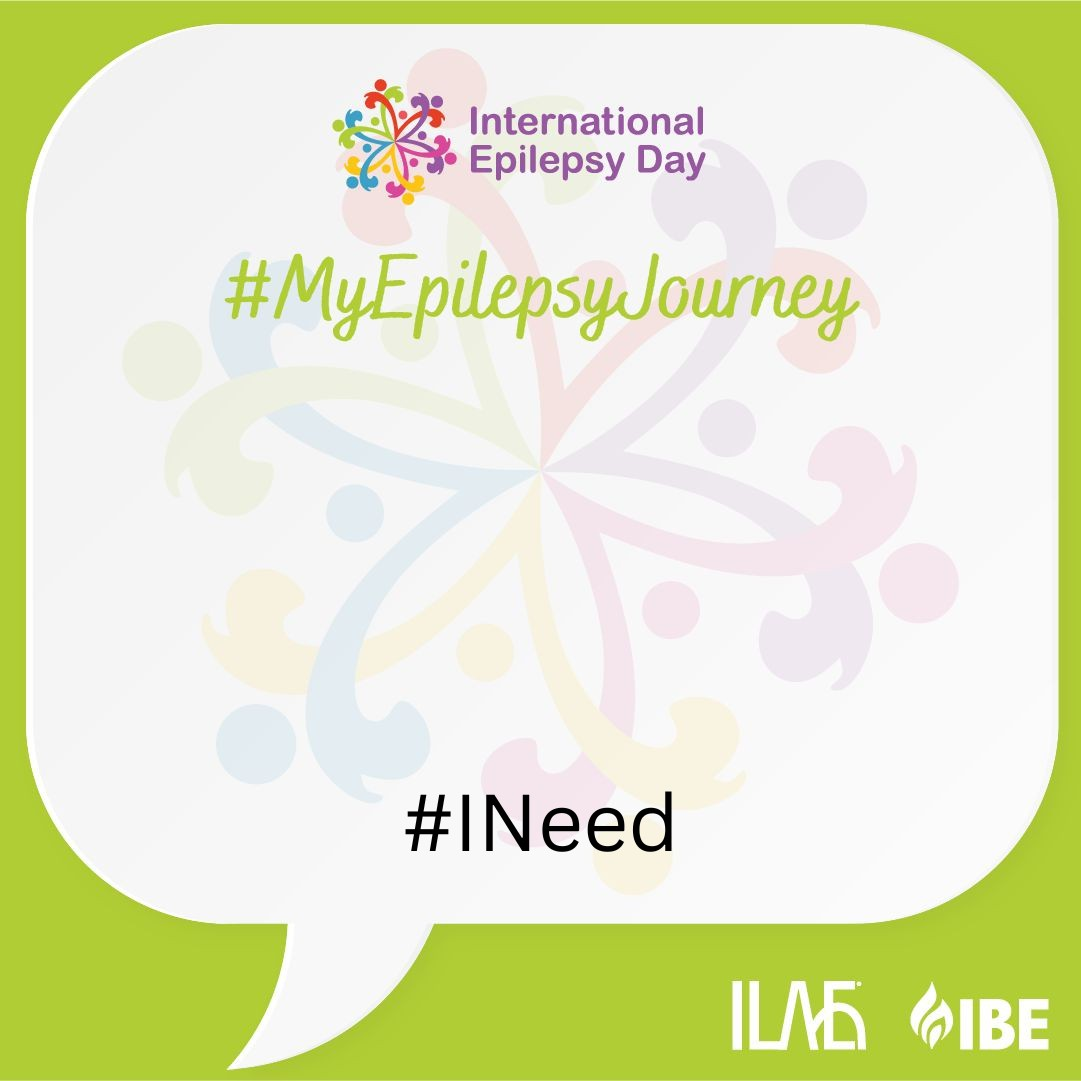 International
Epilepsy Day
#MyEpilepsyJourney
#INeed
ILAE
IBE